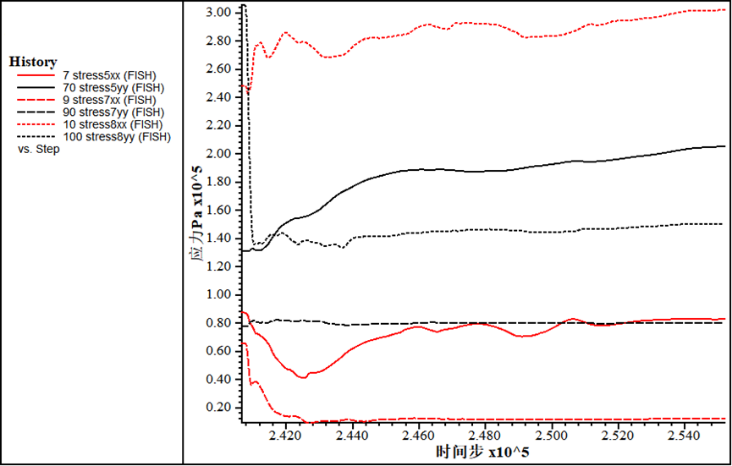 History
7 stress5xx (FISH)
70 stress5yy (FISH)
9 stress7xx (FISH)
90 stress7yy (FISH)
10 stress8xx (FISH)
100 stress8yy (FISH)
vs. Step
应力Pa x10^5
3.00
2.80
2.60
2.40
2.20
2.00
1.80
1.60
1.40
1.20
1.00
0.80
0.60
0.40
0.20
2.420
2.440
2.460
2.480
2.500
2.520
2.540
时间步 x10^5